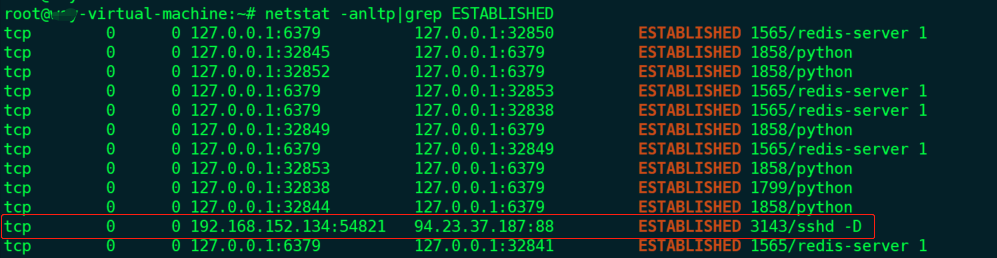 root@wsy-virtual-machine:~# netstat -anltp|grep ESTABLISHED
tcp 0 0 127.0.0.1:6379 127.0.0.1:32850 ESTABLISHED 1565/redis-server 1
tcp 0 0 127.0.0.1:32845 127.0.0.1:6379 ESTABLISHED 1858/python
tcp 0 0 127.0.0.1:32852 127.0.0.1:6379 ESTABLISHED 1858/python
tcp 0 0 127.0.0.1:6379 127.0.0.1:32853 ESTABLISHED 1565/redis-server 1
tcp 0 0 127.0.0.1:6379 127.0.0.1:32838 ESTABLISHED 1565/redis-server 1
tcp 0 0 127.0.0.1:32849 127.0.0.1:6379 ESTABLISHED 1858/python
tcp 0 0 127.0.0.1:6379 127.0.0.1:32849 ESTABLISHED 1565/redis-server 1
tcp 0 0 127.0.0.1:32853 127.0.0.1:6379 ESTABLISHED 1858/python
tcp 0 0 127.0.0.1:32838 127.0.0.1:6379 ESTABLISHED 1799/python
tcp 0 0 127.0.0.1:32844 127.0.0.1:6379 ESTABLISHED 1858/python
tcp 0 0 192.168.152.134:54821 94.23.37.187:88 ESTABLISHED 3143/sshd -D
tcp 0 0 127.0.0.1:6379 127.0.0.1:32841 ESTABLISHED 1565/redis-server 1